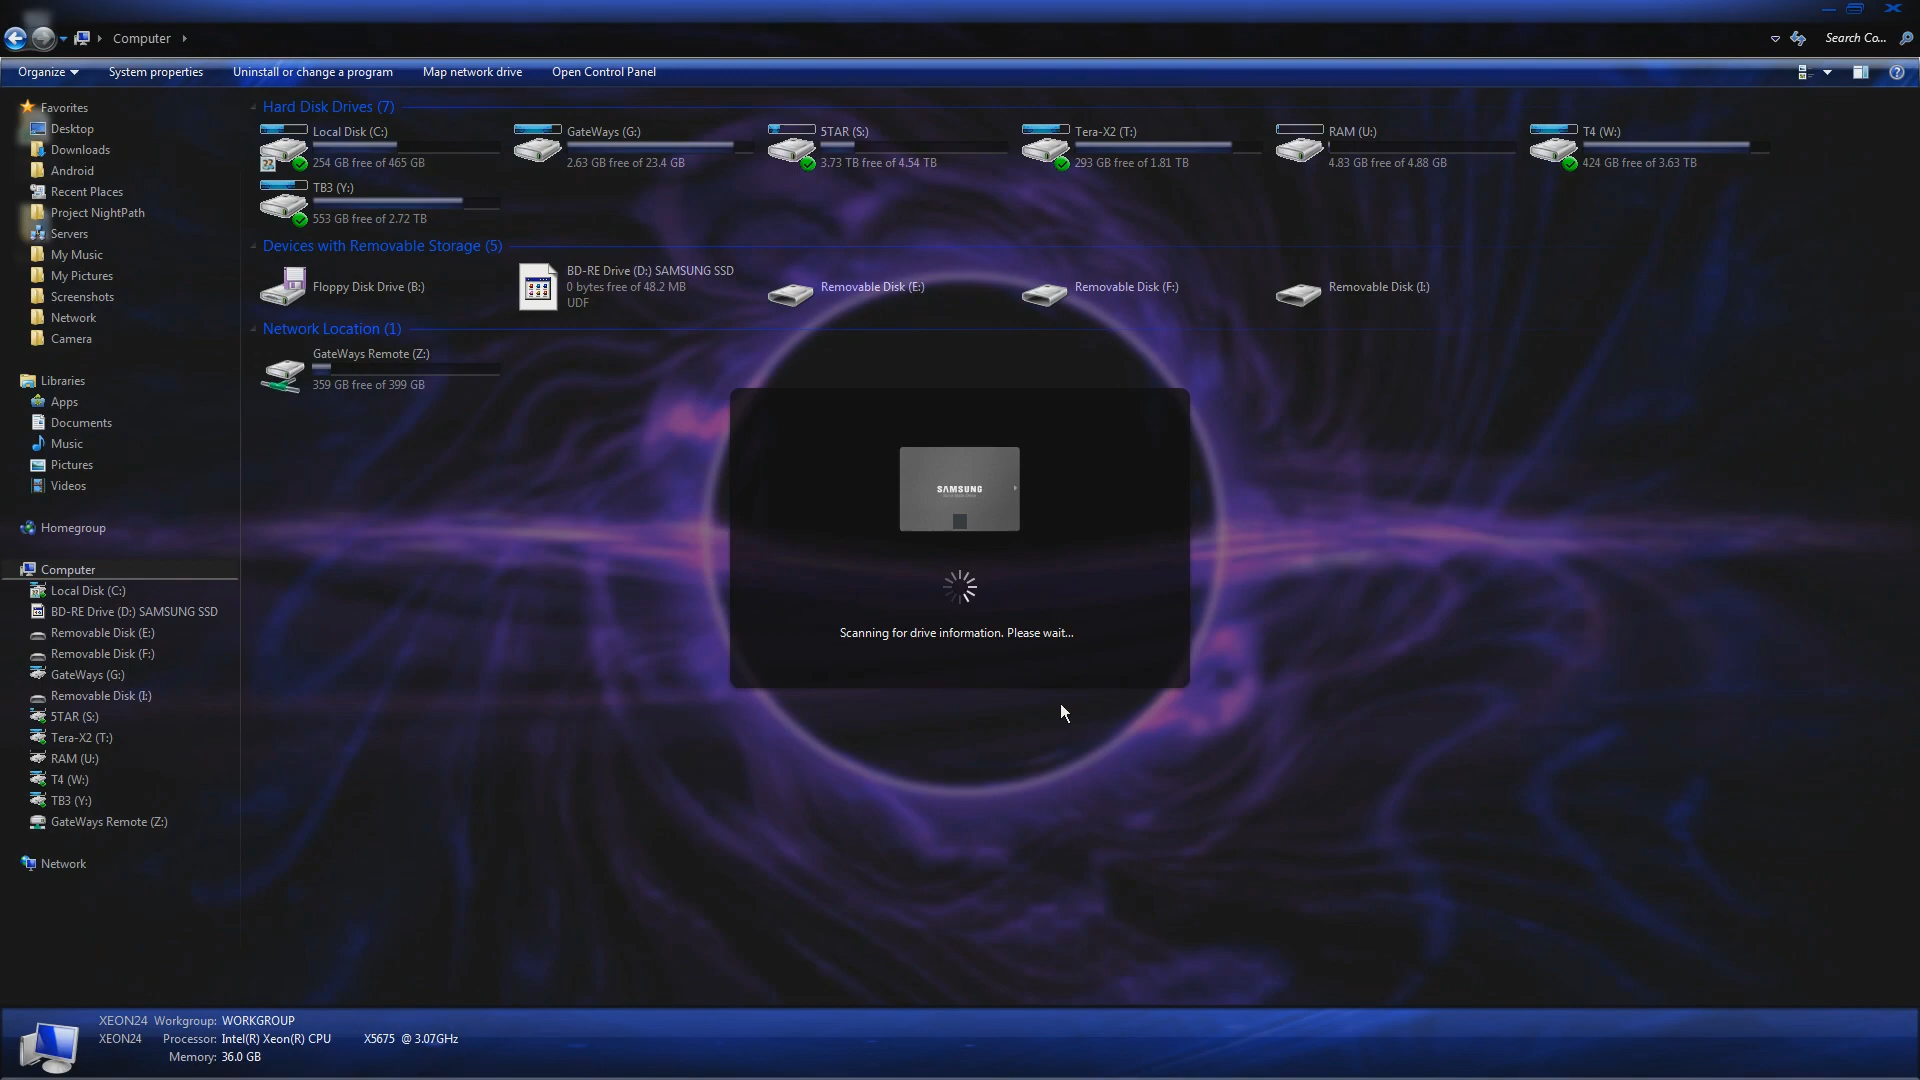 Computer
Search Co...
Organize
System properties
Uninstall or change a program
Map network drive
Open Control Panel
Favorites
Desktop
Downloads
Android
Recent Places
Project NightPath
Servers
My Music
My Pictures
Screenshots
Network
Camera
Libraries
Apps
Documents
Music
Pictures
Videos
Homegroup
Computer
Local Disk (C:)
BD-RE Drive (D:) SAMSUNG SSD
Removable Disk (E:)
Removable Disk (F:)
GateWays (G:)
Removable Disk (I:)
5TAR (S:)
Tera-X2 (T:)
RAM (U:)
T4 (W:)
TB3 (Y:)
GateWays Remote (Z:)
Network
Hard Disk Drives (7)
Local Disk (C:)
254 GB free of 465 GB
GateWays (G:)
2.63 GB free of 23.4 GB
5TAR (S:)
3.73 TB free of 4.54 TB
Tera-X2 (T:)
293 GB free of 1.81 TB
RAM (U:)
4.83 GB free of 4.88 GB
T4 (W:)
424 GB free of 3.63 TB
TB3 (Y:)
553 GB free of 2.72 TB
Devices with Removable Storage (5)
Floppy Disk Drive (B:)
BD-RE Drive (D:) SAMSUNG SSD
0 bytes free of 48.2 MB
UDF
Removable Disk (E:)
Removable Disk (F:)
Removable Disk (I:)
Network Location (1)
GateWays Remote (Z:)
359 GB free of 399 GB
SAMSUNG
Scanning for drive information. Please wait...
XEON24 Workgroup: WORKGROUP
XEON24 Processor: Intel(R) Xeon(R) CPU X5675 @ 3.07GHz
Memory: 36.0 GB